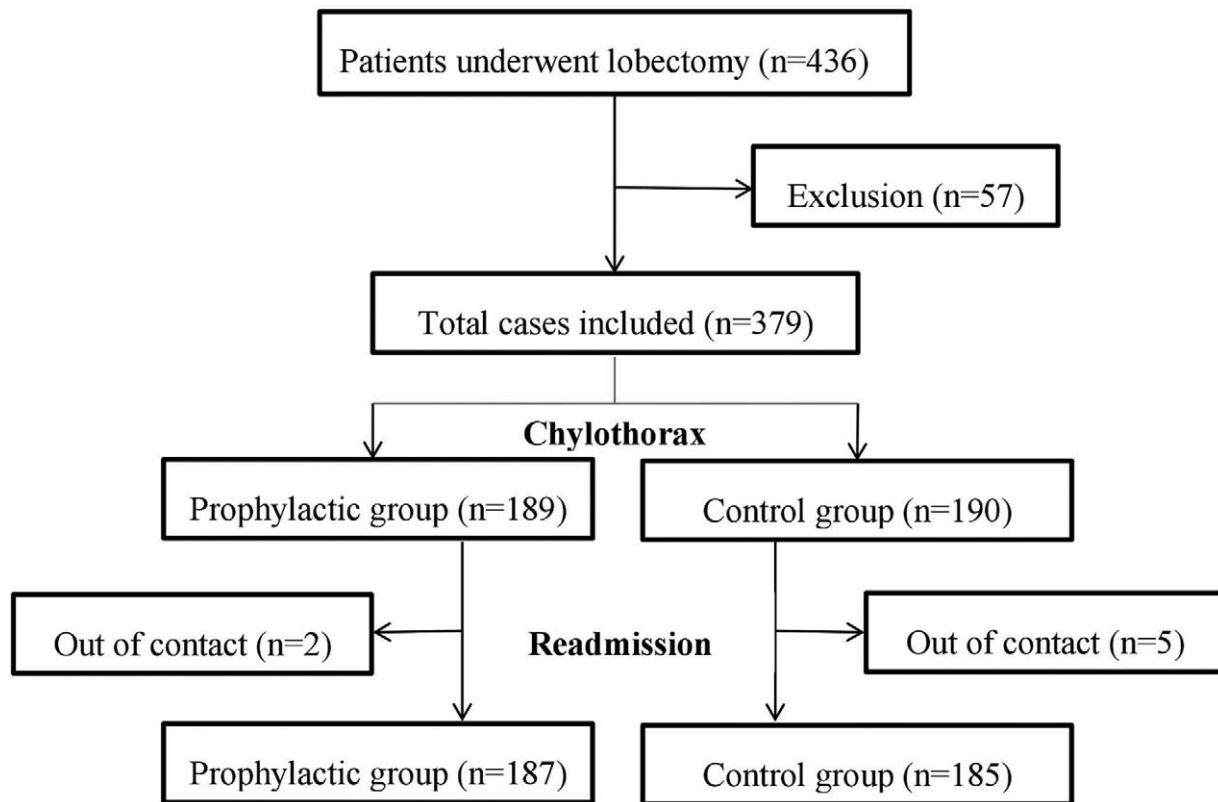 Patients underwent lobectomy (n=436)
Exclusion (n=57)
Total cases included (n=379)
Chylothorax
Prophylactic group (n=189)
Control group (n=190)
Out of contact (n=2)
Readmission
Out of contact (n=5)
Prophylactic group (n=187)
Control group (n=185)